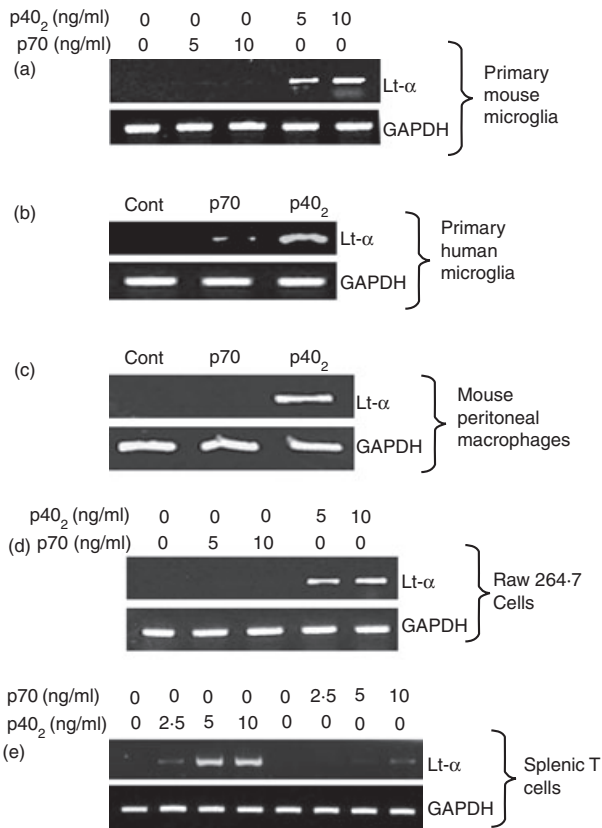 p40₂ (ng/ml) 0 0 0 5 10
p70 (ng/ml) 0 5 10 0 0
(a)
Lt-α
GAPDH
Primary
mouse
microglia
(b)
Cont p70 p40₂
Lt-α
GAPDH
Primary
human
microglia
(c)
Cont p70 p40₂
Lt-α
GAPDH
Mouse
peritoneal
macrophages
p40₂ (ng/ml) 0 0 0 5 10
(d) p70 (ng/ml) 0 5 10 0 0
Lt-α
GAPDH
Raw 264·7
Cells
p70 (ng/ml) 0 0 0 0 0 2·5 5 10
p40₂ (ng/ml) 0 2·5 5 10 0 0 0 0
(e)
Lt-α
GAPDH
Splenic T
cells